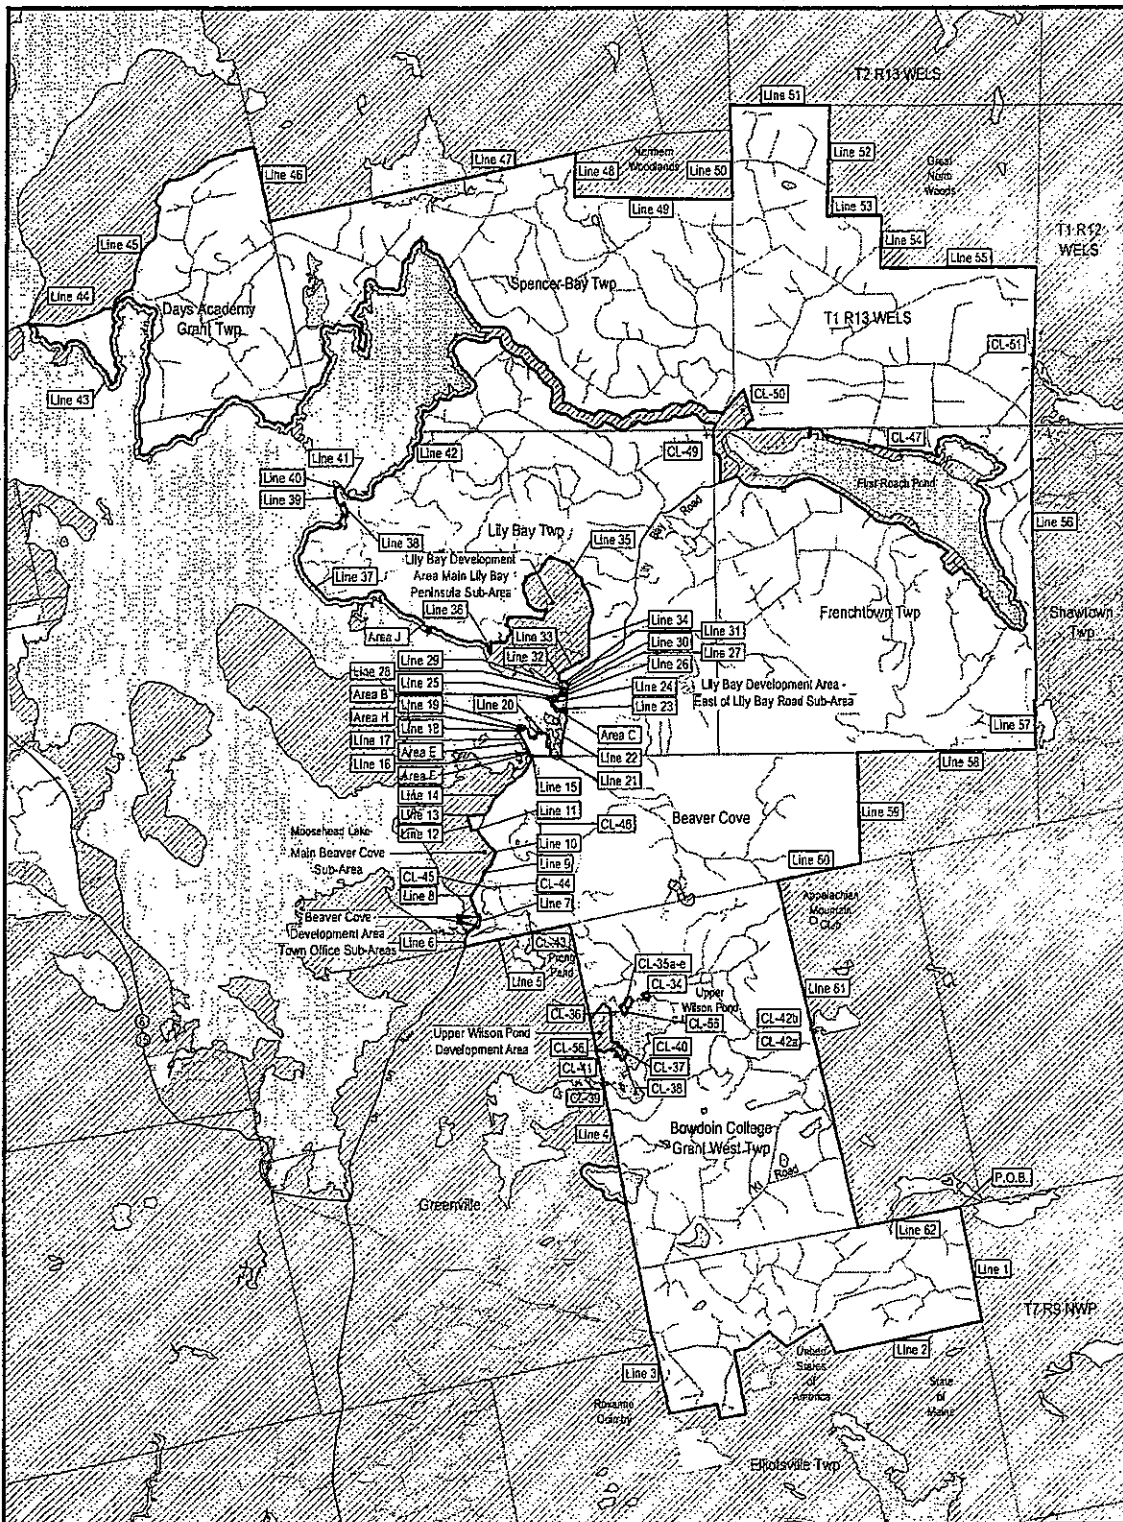 T2 R13 WELS
Line 51
Line 52
Line 46
Line 47
Line 48
Northern
Woodlands
Line 50
Great
North
Woods
Line 49
Line 53
Line 54
T1 R12
WELS
Line 45
Line 55
Line 44
Days Academy
Grant Twp
Spencer Bay Twp
T1 R13 WELS
CL-51
Line 43
CL-50
Line 41
Line 42
CL-49
CL-47
Line 40
Line 39
First Roach Pond
Line 38
Lily Bay Twp
Lily Bay Road
Line 35
Line 56
Lily Bay Development
Area Main Lily Bay
Peninsula Sub-Area
Line 37
Line 36
Frenchtown Twp
Shawtown
Twp
Area J
Line 33
Line 34
Line 32
Line 30
Line 31
Line 29
Line 27
Line 28
Line 26
Line 25
Line 24
Lily Bay Development Area -
East of Lily Bay Road Sub-Area
Area B
Line 23
Line 19
Line 20
Area H
Line 18
Area C
Line 17
Area E
Line 22
Line 57
Line 16
Area F
Line 21
Line 58
Line 15
Line 14
Line 13
Line 11
Line 59
Moosehead Lake
Line 12
CL-46
Beaver Cove
Main Beaver Cove
Sub-Area
Line 10
Line 9
Line 60
CL-45
CL-44
Line 8
Line 7
Appalachian
Mountain
Club
Beaver Cove
Development Area
Town Office Sub-Areas
Line 6
CL-43
Prong
Pond
Line 5
CL-35a-e
CL-34
Line 61
Upper
Wilson Pond
CL-36
CL-55
CL-42b
Upper Wilson Pond
Development Area
CL-40
CL-42a
CL-56
CL-37
CL-41
CL-38
CL-39
Line 4
Bowdoin College
Grant West Twp
KI Road
P.O.B.
Greenville
Line 62
Line 1
T7 R9 NWP
Line 2
United
States
of
America
Line 3
State
of
Maine
Roxanne
Quimby
Elliotsville Twp